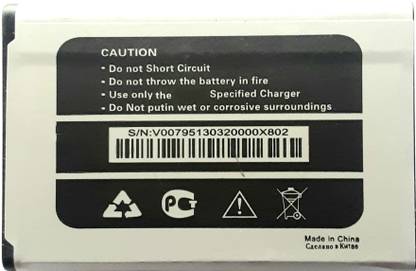 CAUTION
- Do not Short Circuit
- Do not throw the battery in fire
- Use only the Specified Charger
- Do Not putin wet or corrosive surroundings
S/N:V00795130320000X802
PG
Made in China
Сделано в Китае